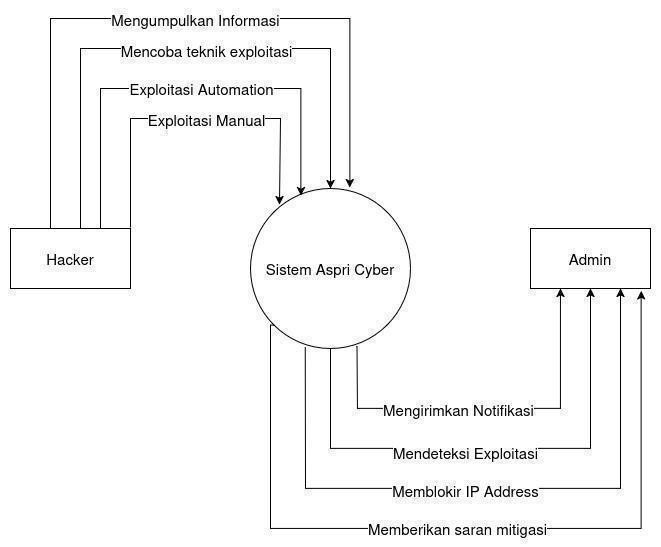 Mengumpulkan Informasi
Mencoba teknik exploitasi
Exploitasi Automation
Exploitasi Manual
Hacker
Sistem Aspri Cyber
Admin
Mengirimkan Notifikasi
Mendeteksi Exploitasi
Memblokir IP Address
Memberikan saran mitigasi